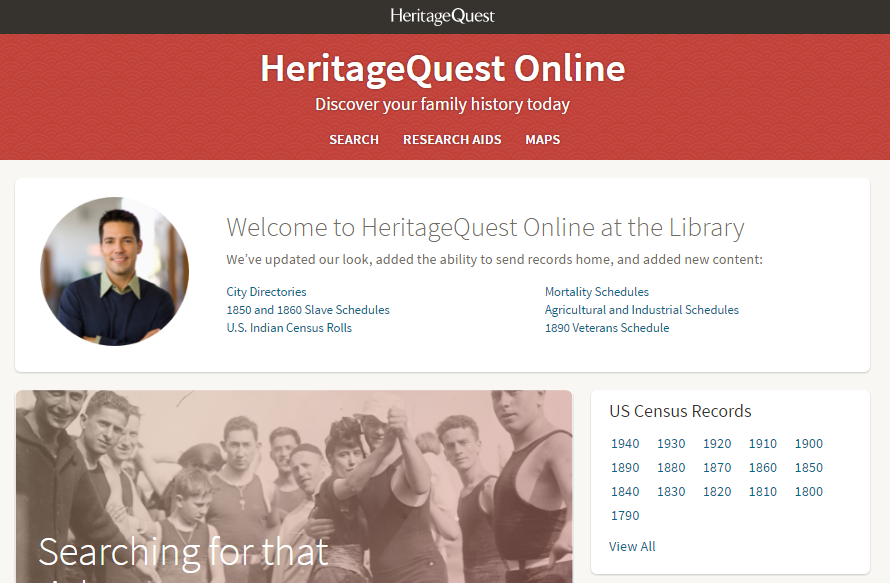 HeritageQuest
HeritageQuest Online
Discover your family history today
SEARCH RESEARCH AIDS MAPS
Welcome to HeritageQuest Online at the Library
We've updated our look, added the ability to send records home, and added new content:
City Directories
1850 and 1860 Slave Schedules
U.S. Indian Census Rolls
Mortality Schedules
Agricultural and Industrial Schedules
1890 Veterans Schedule
Searching for that
US Census Records
1940 1930 1920 1910 1900
1890 1880 1870 1860 1850
1840 1830 1820 1810 1800
1790
View All